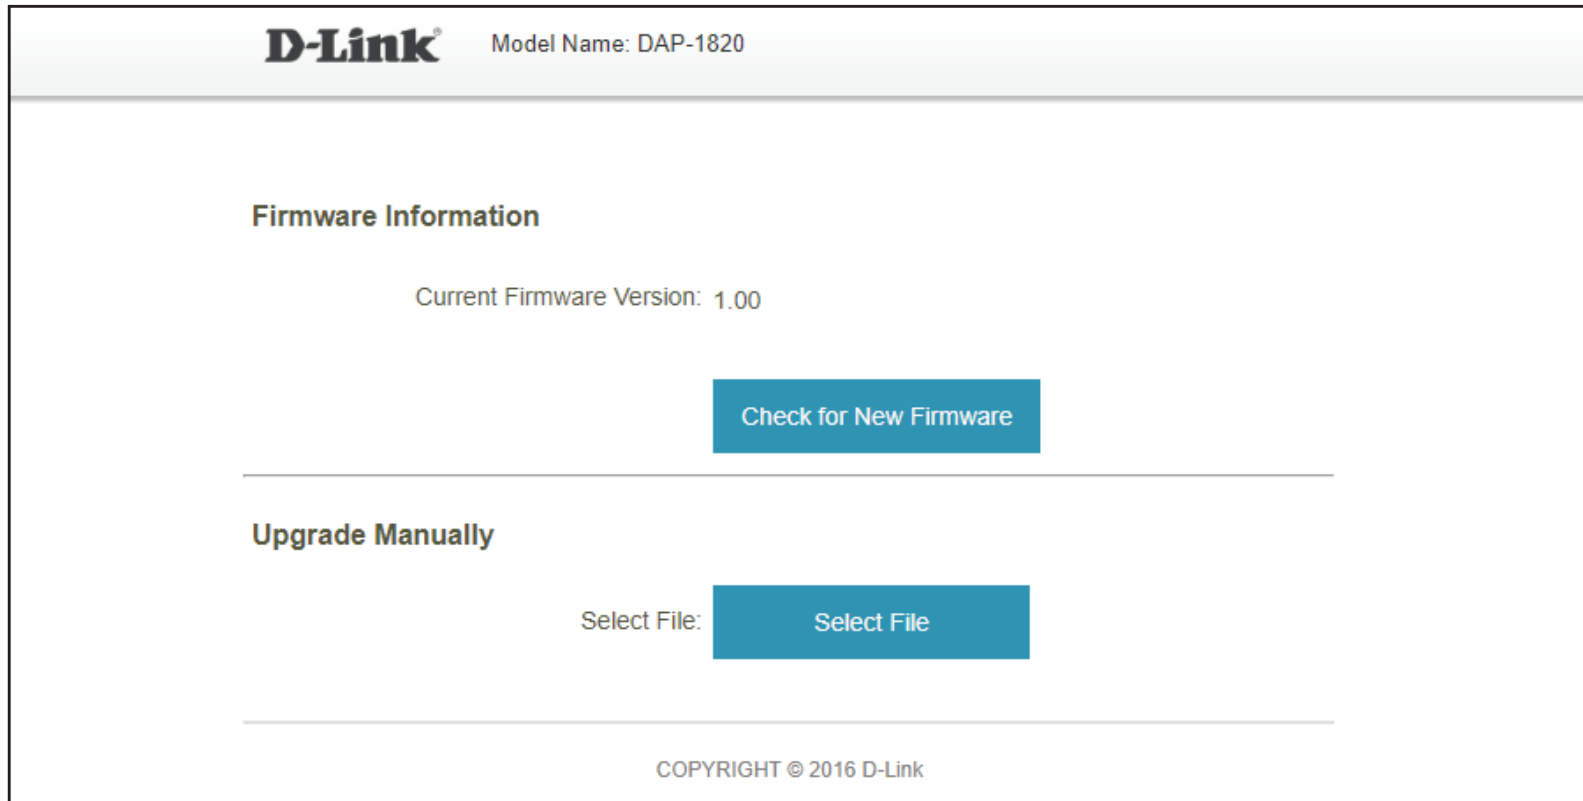 D-Link® Model Name: DAP-1820
Firmware Information
Current Firmware Version: 1.00
Check for New Firmware
Upgrade Manually
Select File: Select File
COPYRIGHT © 2016 D-Link